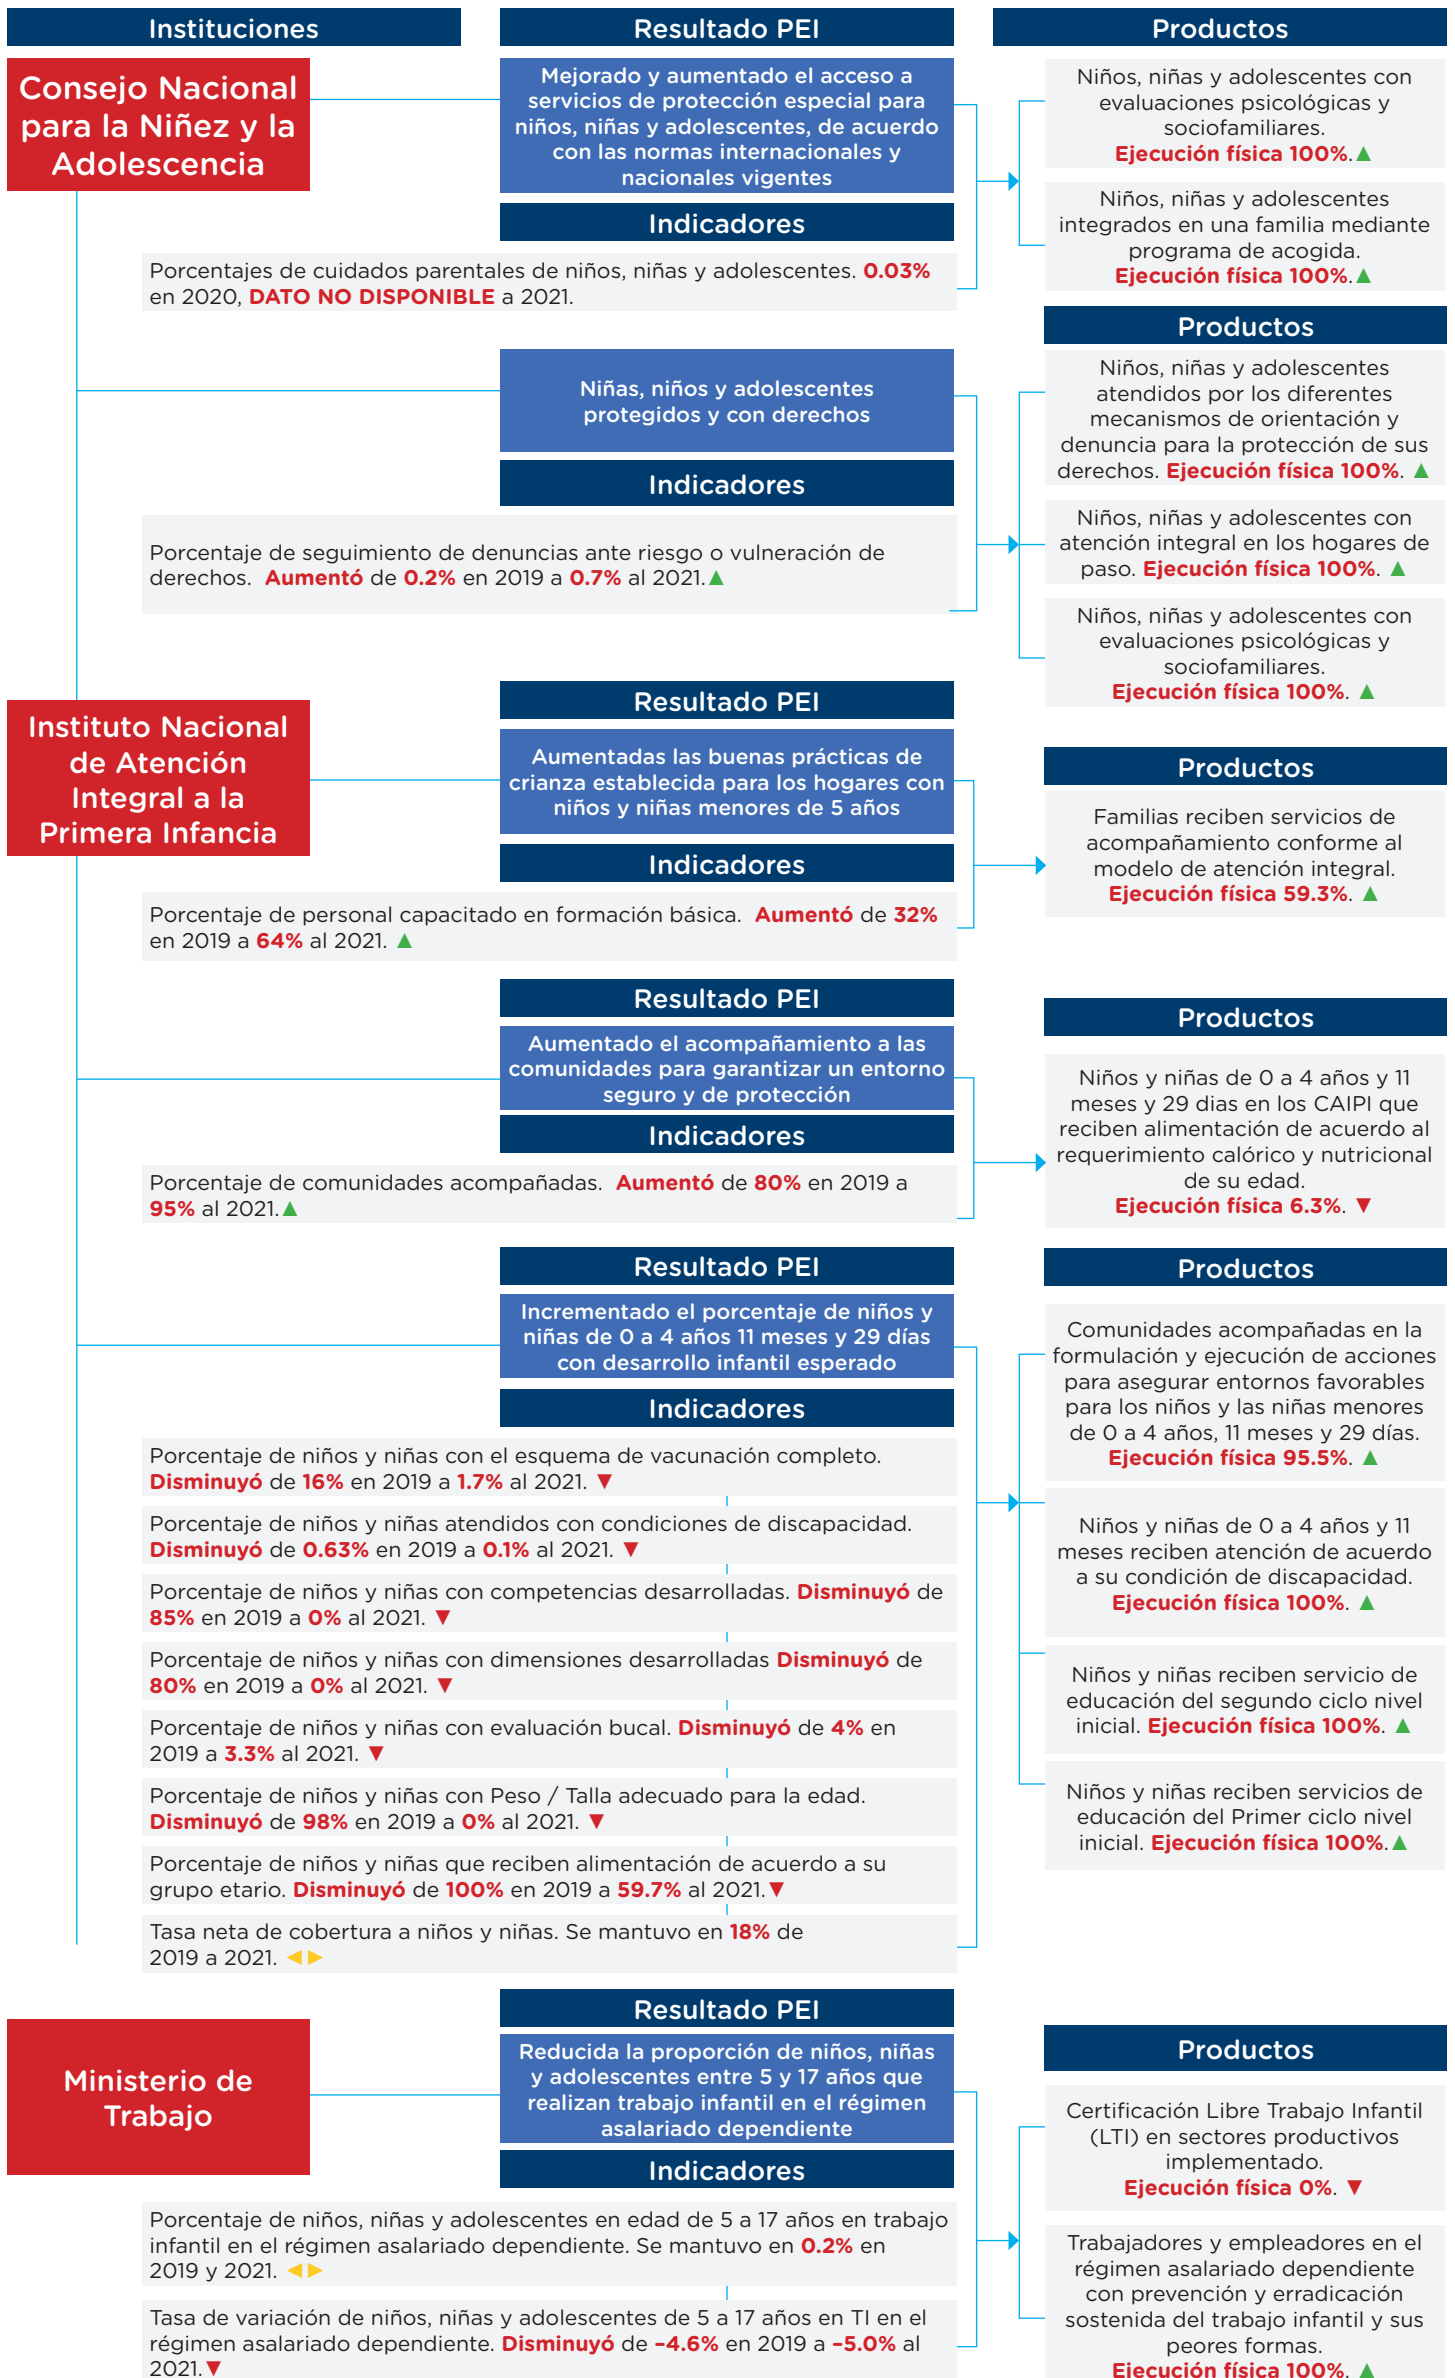 Instituciones
Resultado PEI
Productos
Consejo Nacional
para la Niñez y la
Adolescencia
Mejorado y aumentado el acceso a
servicios de protección especial para
niños, niñas y adolescentes, de acuerdo
con las normas internacionales y
nacionales vigentes
Indicadores
Porcentajes de cuidados parentales de niños, niñas y adolescentes. 0.03%
en 2020, DATO NO DISPONIBLE a 2021.
Niños, niñas y adolescentes con
evaluaciones psicológicas y
sociofamiliares.
Ejecución física 100%.▲
Niños, niñas y adolescentes
integrados en una familia mediante
programa de acogida.
Ejecución física 100%.▲
Niñas, niños y adolescentes
protegidos y con derechos
Indicadores
Porcentaje de seguimiento de denuncias ante riesgo o vulneración de
derechos. Aumentó de 0.2% en 2019 a 0.7% al 2021.▲
Productos
Niños, niñas y adolescentes
atendidos por los diferentes
mecanismos de orientación y
denuncia para la protección de sus
derechos. Ejecución física 100%. ▲
Niños, niñas y adolescentes con
atención integral en los hogares de
paso. Ejecución física 100%. ▲
Niños, niñas y adolescentes con
evaluaciones psicológicas y
sociofamiliares.
Ejecución física 100%. ▲
Instituto Nacional
de Atención
Integral a la
Primera Infancia
Resultado PEI
Aumentadas las buenas prácticas de
crianza establecida para los hogares con
niños y niñas menores de 5 años
Indicadores
Porcentaje de personal capacitado en formación básica. Aumentó de 32%
en 2019 a 64% al 2021. ▲
Productos
Familias reciben servicios de
acompañamiento conforme al
modelo de atención integral.
Ejecución física 59.3%. ▲
Resultado PEI
Aumentado el acompañamiento a las
comunidades para garantizar un entorno
seguro y de protección
Indicadores
Porcentaje de comunidades acompañadas. Aumentó de 80% en 2019 a
95% al 2021.▲
Productos
Niños y niñas de 0 a 4 años y 11
meses y 29 dias en los CAIPI que
reciben alimentación de acuerdo al
requerimiento calórico y nutricional
de su edad.
Ejecución física 6.3%. ▼
Resultado PEI
Incrementado el porcentaje de niños y
niñas de 0 a 4 años 11 meses y 29 días
con desarrollo infantil esperado
Indicadores
Porcentaje de niños y niñas con el esquema de vacunación completo.
Disminuyó de 16% en 2019 a 1.7% al 2021. ▼
Porcentaje de niños y niñas atendidos con condiciones de discapacidad.
Disminuyó de 0.63% en 2019 a 0.1% al 2021. ▼
Porcentaje de niños y niñas con competencias desarrolladas. Disminuyó de
85% en 2019 a 0% al 2021. ▼
Porcentaje de niños y niñas con dimensiones desarrolladas Disminuyó de
80% en 2019 a 0% al 2021. ▼
Porcentaje de niños y niñas con evaluación bucal. Disminuyó de 4% en
2019 a 3.3% al 2021. ▼
Porcentaje de niños y niñas con Peso / Talla adecuado para la edad.
Disminuyó de 98% en 2019 a 0% al 2021. ▼
Porcentaje de niños y niñas que reciben alimentación de acuerdo a su
grupo etario. Disminuyó de 100% en 2019 a 59.7% al 2021.▼
Tasa neta de cobertura a niños y niñas. Se mantuvo en 18% de
2019 a 2021. ◀▶
Productos
Comunidades acompañadas en la
formulación y ejecución de acciones
para asegurar entornos favorables
para los niños y las niñas menores
de 0 a 4 años, 11 meses y 29 días.
Ejecución física 95.5%. ▲
Niños y niñas de 0 a 4 años y 11
meses reciben atención de acuerdo
a su condición de discapacidad.
Ejecución física 100%. ▲
Niños y niñas reciben servicio de
educación del segundo ciclo nivel
inicial. Ejecución física 100%. ▲
Niños y niñas reciben servicios de
educación del Primer ciclo nivel
inicial. Ejecución física 100%.▲
Ministerio de
Trabajo
Resultado PEI
Reducida la proporción de niños, niñas
y adolescentes entre 5 y 17 años que
realizan trabajo infantil en el régimen
asalariado dependiente
Indicadores
Porcentaje de niños, niñas y adolescentes en edad de 5 a 17 años en trabajo
infantil en el régimen asalariado dependiente. Se mantuvo en 0.2% en
2019 y 2021. ◀▶
Tasa de variación de niños, niñas y adolescentes de 5 a 17 años en TI en el
régimen asalariado dependiente. Disminuyó de –4.6% en 2019 a –5.0% al
2021.▼
Productos
Certificación Libre Trabajo Infantil
(LTI) en sectores productivos
implementado.
Ejecución física 0%. ▼
Trabajadores y empleadores en el
régimen asalariado dependiente
con prevención y erradicación
sostenida del trabajo infantil y sus
peores formas.
Ejecución física 100%. ▲